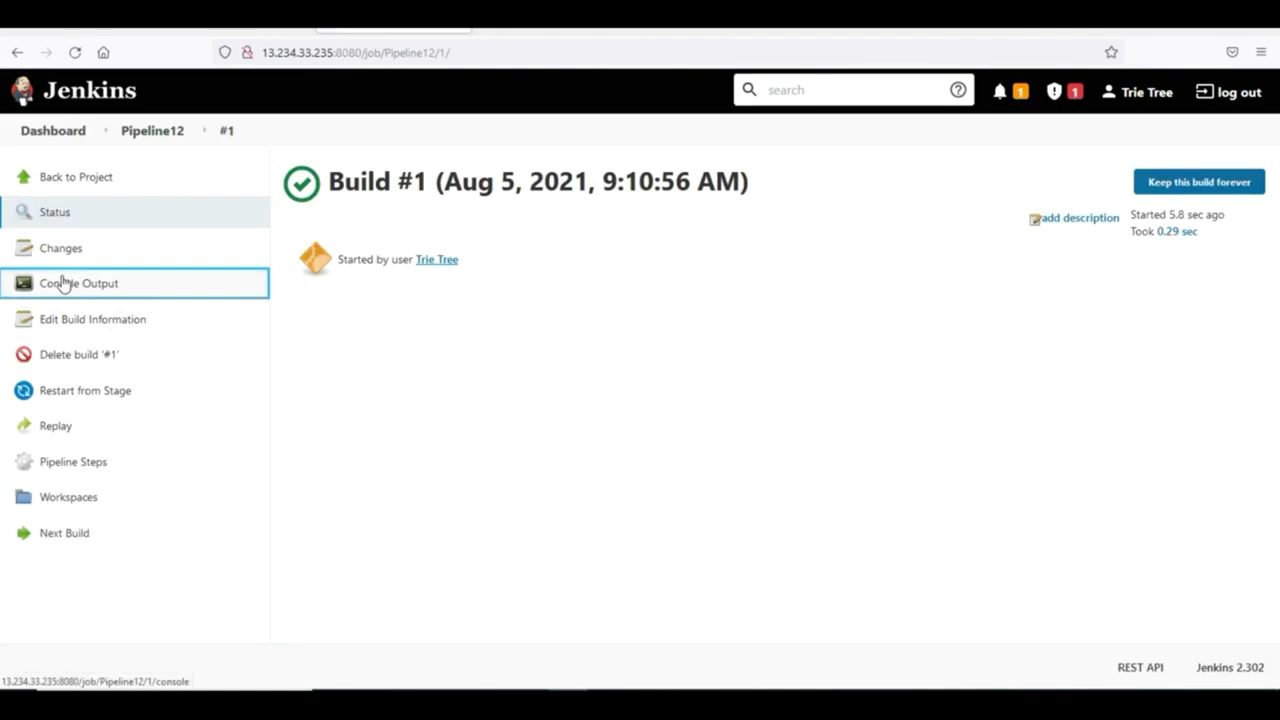 13.234.33.235:8080/job/Pipeline12/1/
Jenkins
search
1
1
Trie Tree
log out
Dashboard
Pipeline12
#1
Back to Project
Status
Changes
Console Output
Edit Build Information
Delete build '#1'
Restart from Stage
Replay
Pipeline Steps
Workspaces
Next Build
Build #1 (Aug 5, 2021, 9:10:56 AM)
Keep this build forever
add description
Started 5.8 sec ago
Took 0.29 sec
Started by user Trie Tree
REST API
Jenkins 2.302
13.234.33.235:8080/job/Pipeline12/1/console